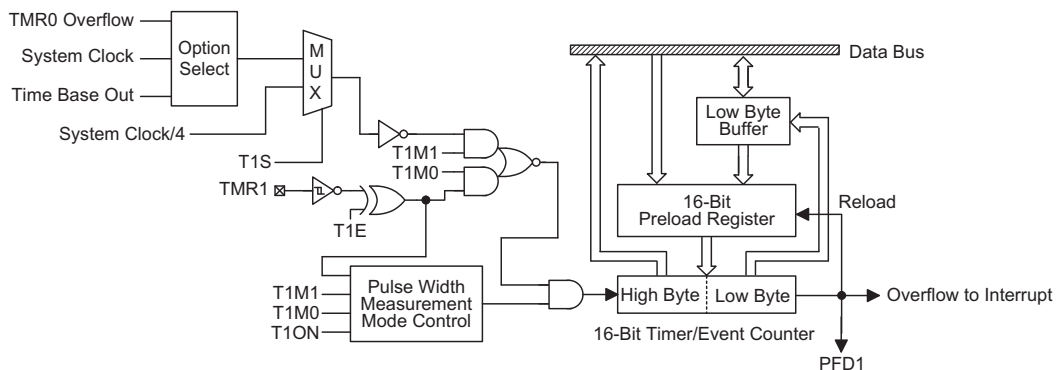 TMR0 Overflow
System Clock
Time Base Out
Option
Select
M
U
X
System Clock/4
T1S
T1M1
T1M0
TMR1
T1E
T1M1
T1M0
T1ON
Pulse Width
Measurement
Mode Control
Data Bus
Low Byte
Buffer
16-Bit
Preload Register
Reload
High Byte
Low Byte
Overflow to Interrupt
16-Bit Timer/Event Counter
PFD1